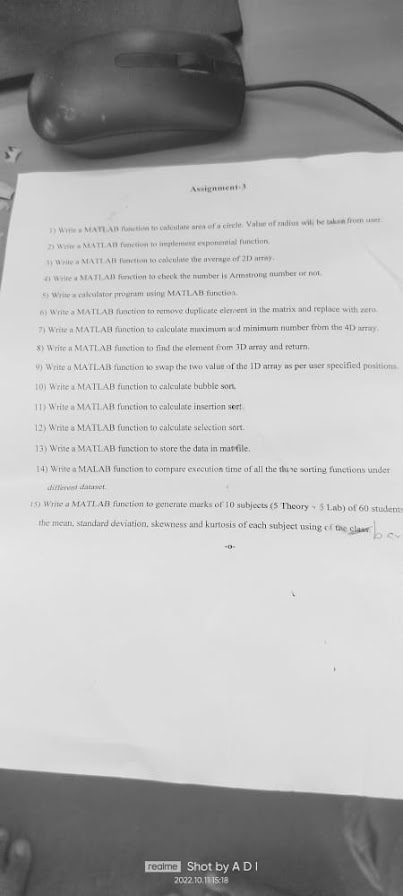 Assignment-3
1) Write a MATLAB function to calculate area of a circle. Value of radius will be taken from user.
2) Write a MATLAB function to implement exponential function.
3) Write a MATLAB function to calculate the average of 2D array.
4) Write a MATLAB function to check the number is Armstrong number or not.
5) Write a calculator program using MATLAB function.
6) Write a MATLAB function to remove duplicate element in the matrix and replace with zero.
7) Write a MATLAB function to calculate maximum and minimum number from the 4D array.
8) Write a MATLAB function to find the element from 3D array and return.
9) Write a MATLAB function to swap the two value of the 1D array as per user specified positions.
10) Write a MATLAB function to calculate bubble sort.
11) Write a MATLAB function to calculate insertion sort.
12) Write a MATLAB function to calculate selection sort.
13) Write a MATLAB function to store the data in mat file.
14) Write a MALAB function to compare execution time of all the three sorting functions under
different dataset.
15) Write a MATLAB function to generate marks of 10 subjects (5 Theory + 5 Lab) of 60 students
the mean, standard deviation, skewness and kurtosis of each subject using of the class.
-0-
realme Shot by A D I
2022.10.11 15:18